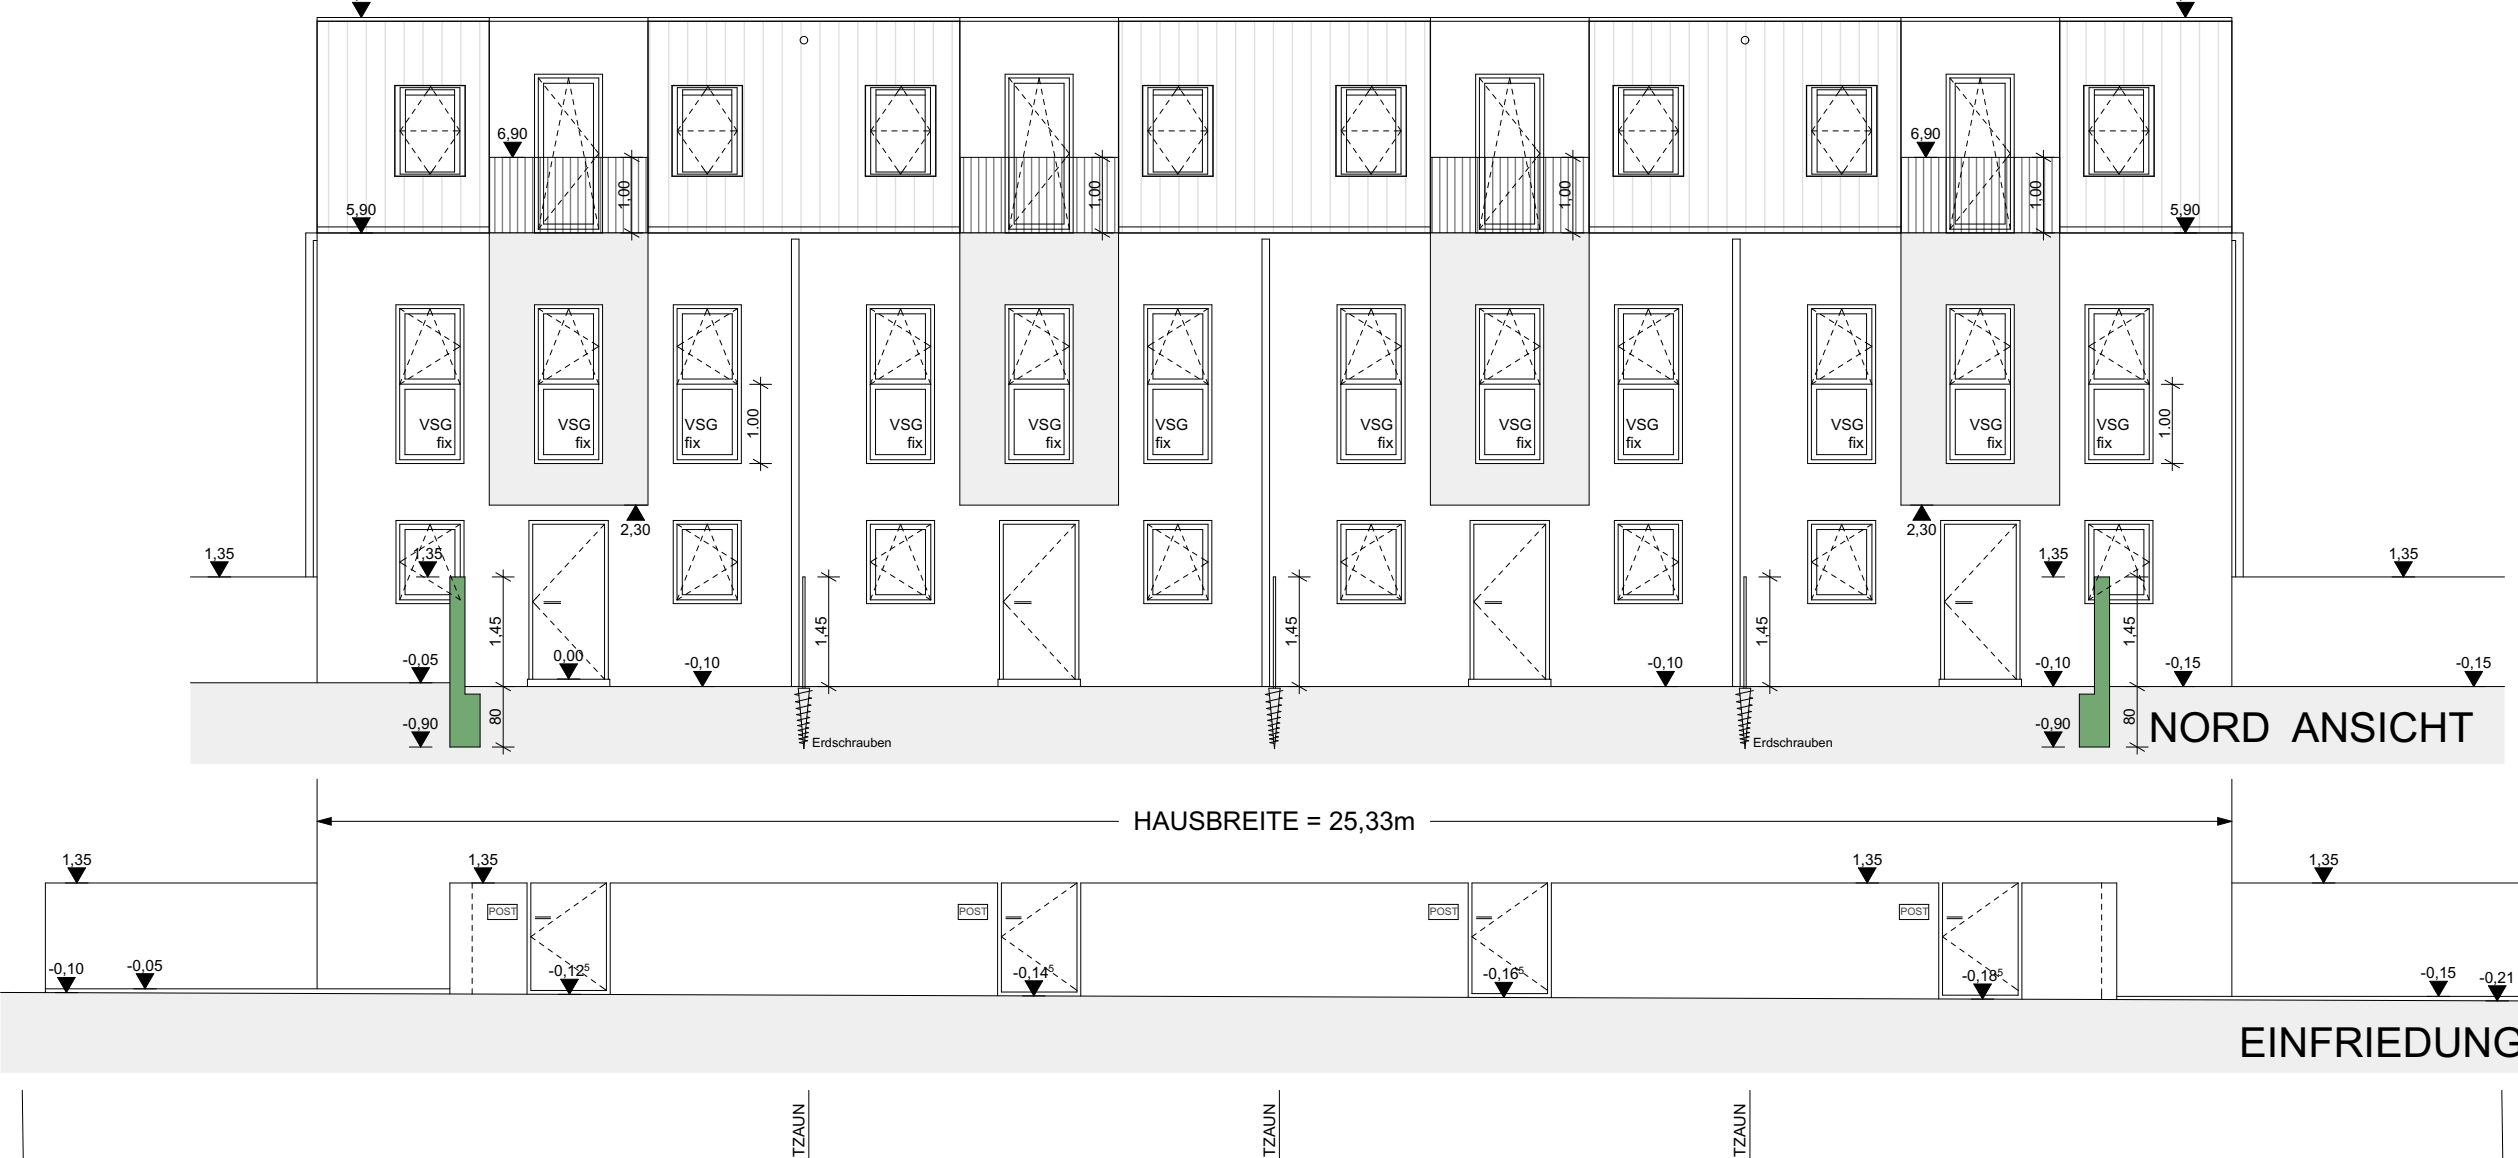 6,90
6,90
1,00
1,00
1,00
1,00
5,90
5,90
VSG
fix
VSG
fix
VSG
fix
1.00
VSG
fix
VSG
fix
VSG
fix
VSG
fix
VSG
fix
VSG
fix
VSG
fix
VSG
fix
VSG
fix
1.00
2,30
2,30
1,35
1,35
1,35
1,35
1,45
1,45
1,45
1,45
1,45
-0,05
0,00
-0,10
-0,10
-0,10
-0,15
-0,15
-0,90
80
Erdschrauben
Erdschrauben
-0,90
80
NORD ANSICHT
HAUSBREITE = 25,33m
1,35
1,35
1,35
1,35
POST
POST
POST
POST
-0,10
-0,05
-0,12⁵
-0,14⁵
-0,16⁵
-0,18⁵
-0,15
-0,21
EINFRIEDUNG
TZAUN
TZAUN
TZAUN